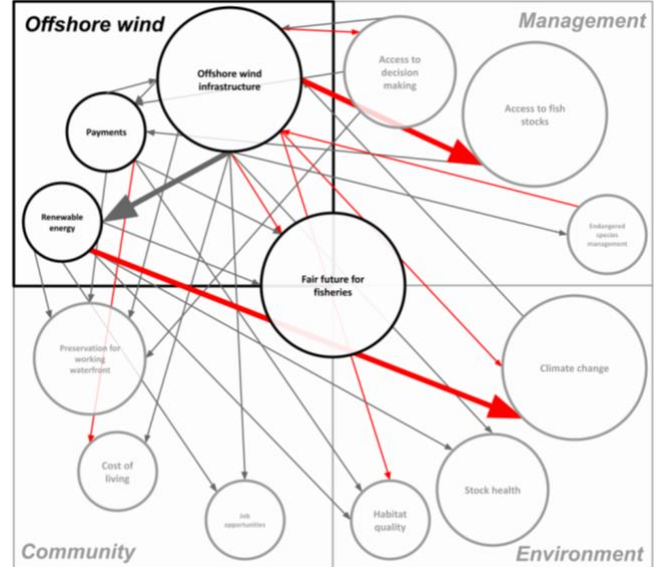 Offshore wind
Management
Offshore wind
infrastructure
Access to
decision
making
Access to fish
stocks
Payments
Renewable
energy
Endangered
species
management
Fair future for
fisheries
Preservation for
working
waterfront
Climate change
Cost of
living
Job
opportunities
Habitat
quality
Stock health
Community
Environment